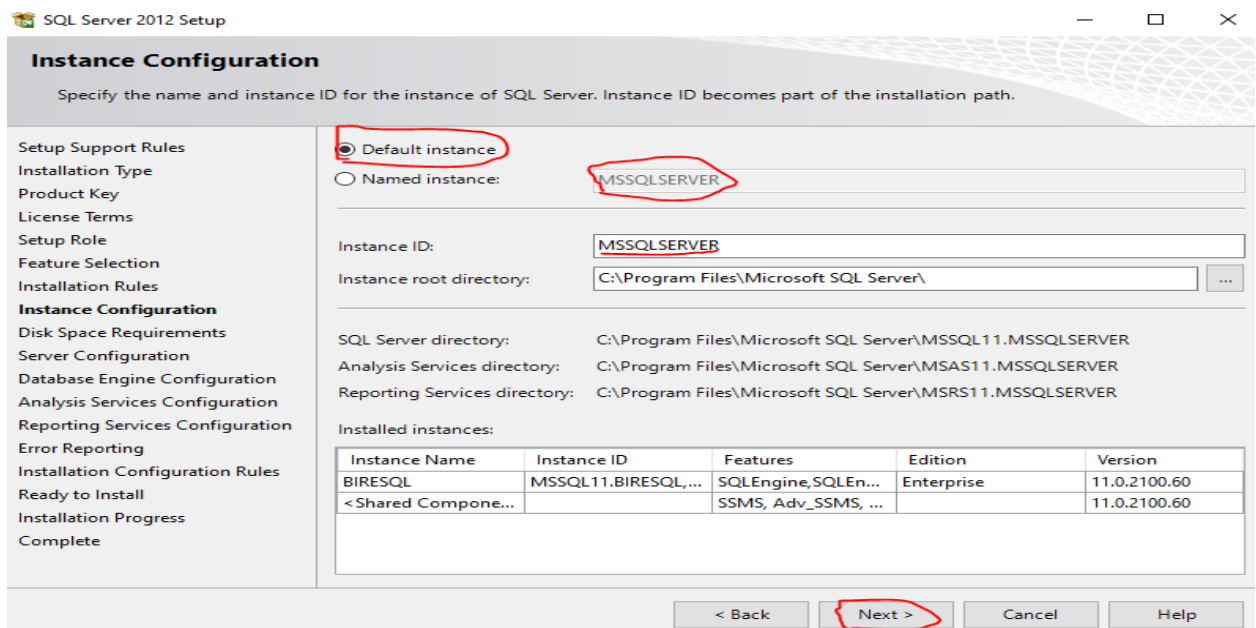 SQL Server 2012 Setup
Instance Configuration
Specify the name and instance ID for the instance of SQL Server. Instance ID becomes part of the installation path.
Setup Support Rules
Installation Type
Product Key
License Terms
Setup Role
Feature Selection
Installation Rules
Instance Configuration
Disk Space Requirements
Server Configuration
Database Engine Configuration
Analysis Services Configuration
Reporting Services Configuration
Error Reporting
Installation Configuration Rules
Ready to Install
Installation Progress
Complete
Default instance
Named instance: MSSQLSERVER
Instance ID: MSSQLSERVER
Instance root directory: C:\Program Files\Microsoft SQL Server\ ...
SQL Server directory: C:\Program Files\Microsoft SQL Server\MSSQL11.MSSQLSERVER
Analysis Services directory: C:\Program Files\Microsoft SQL Server\MSAS11.MSSQLSERVER
Reporting Services directory: C:\Program Files\Microsoft SQL Server\MSRS11.MSSQLSERVER
Installed instances:
Instance Name Instance ID Features Edition Version
BIRESQL MSSQL11.BIRESQL,... SQLEngine,SQLEn... Enterprise 11.0.2100.60
<Shared Compone... SSMS, Adv_SSMS, ... 11.0.2100.60
< Back Next > Cancel Help